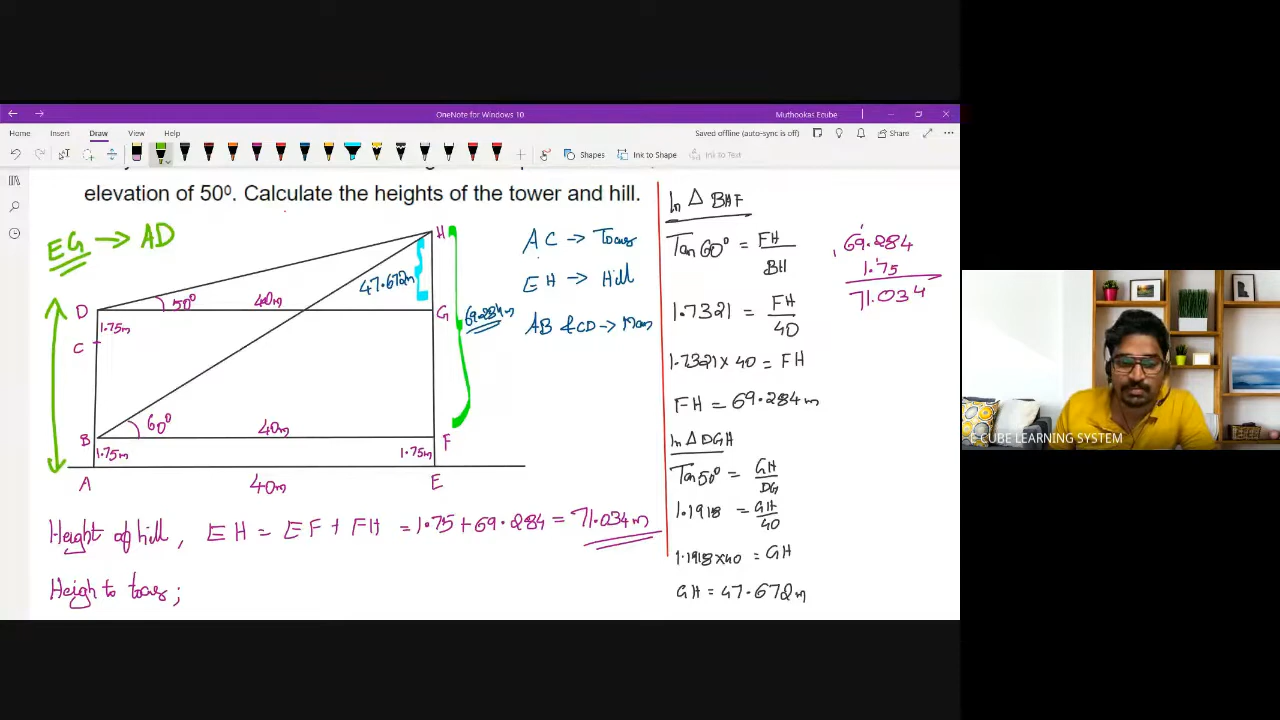 OneNote for Windows 10
Muthookas Ecube
Home Insert Draw View Help
Saved offline (auto-sync is off)
Share
Shapes
Ink to Shape
Ink to Text
elevation of 50⁰. Calculate the heights of the tower and hill.
EG → AD
H
47.672m
D
50°
40m
G
69.284m
1.75m
C
B
60°
40m
F
1.75m
1.75m
A
40m
E
AC → Tower
EH → Hill
AB & CD → Man
In △ BHF
Tan 60° = FH/BH
1.7321 = FH/40
1.7321 × 40 = FH
FH = 69.284m
In △ DGH
Tan 50° = GH/DG
1.1918 = GH/40
1.1918×40 = GH
GH = 47.672m
69.284
1.75
71.034
Height of hill, EH = EF + FH = 1.75 + 69.284 = 71.034m
Heigh to tower;
E CUBE LEARNING SYSTEM